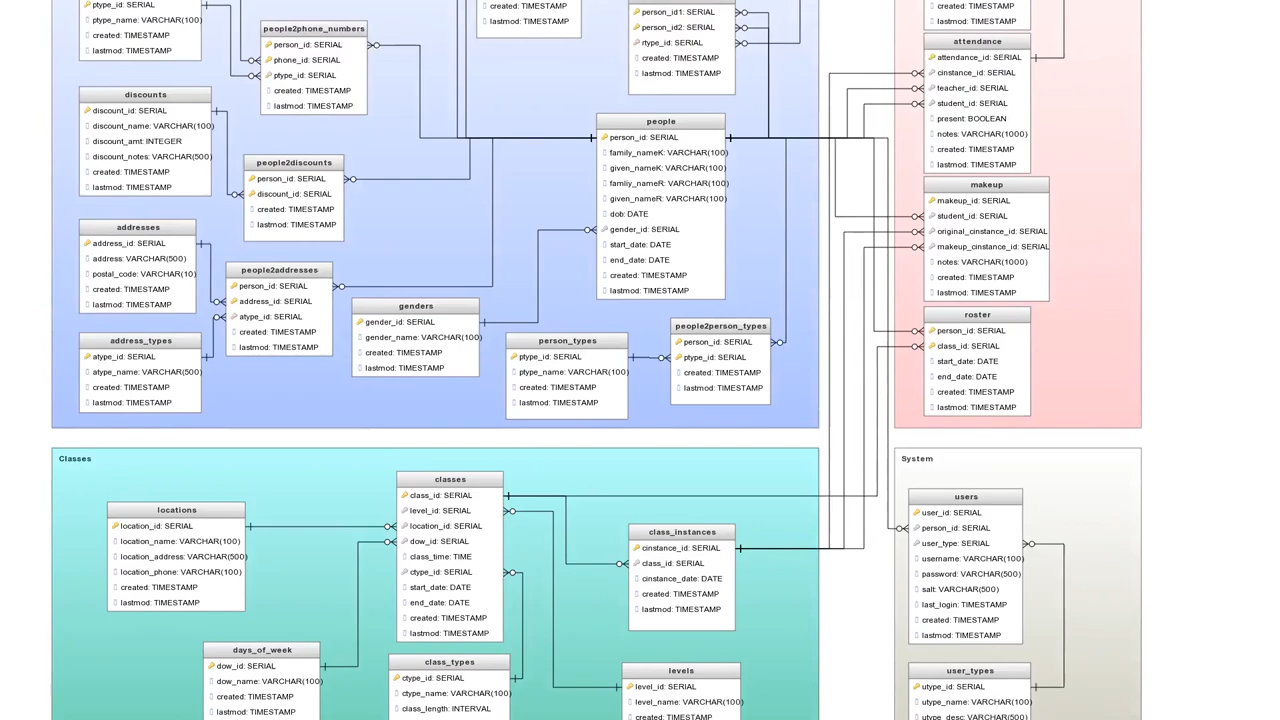 ptype_id: SERIAL
ptype_name: VARCHAR(100)
created: TIMESTAMP
lastmod: TIMESTAMP
people2phone_numbers
person_id: SERIAL
phone_id: SERIAL
ptype_id: SERIAL
created: TIMESTAMP
lastmod: TIMESTAMP
created: TIMESTAMP
lastmod: TIMESTAMP
person_id1: SERIAL
person_id2: SERIAL
rtype_id: SERIAL
created: TIMESTAMP
lastmod: TIMESTAMP
discounts
discount_id: SERIAL
discount_name: VARCHAR(100)
discount_amt: INTEGER
discount_notes: VARCHAR(500)
created: TIMESTAMP
lastmod: TIMESTAMP
people2discounts
person_id: SERIAL
discount_id: SERIAL
created: TIMESTAMP
lastmod: TIMESTAMP
people
person_id: SERIAL
family_nameK: VARCHAR(100)
given_nameK: VARCHAR(100)
famliy_nameR: VARCHAR(100)
given_nameR: VARCHAR(100)
dob: DATE
gender_id: SERIAL
start_date: DATE
end_date: DATE
created: TIMESTAMP
lastmod: TIMESTAMP
addresses
address_id: SERIAL
address: VARCHAR(500)
postal_code: VARCHAR(10)
created: TIMESTAMP
lastmod: TIMESTAMP
people2addresses
person_id: SERIAL
address_id: SERIAL
atype_id: SERIAL
created: TIMESTAMP
lastmod: TIMESTAMP
address_types
atype_id: SERIAL
atype_name: VARCHAR(500)
created: TIMESTAMP
lastmod: TIMESTAMP
genders
gender_id: SERIAL
gender_name: VARCHAR(100)
created: TIMESTAMP
lastmod: TIMESTAMP
person_types
ptype_id: SERIAL
ptype_name: VARCHAR(100)
created: TIMESTAMP
lastmod: TIMESTAMP
people2person_types
person_id: SERIAL
ptype_id: SERIAL
created: TIMESTAMP
lastmod: TIMESTAMP
created: TIMESTAMP
lastmod: TIMESTAMP
attendance
attendance_id: SERIAL
cinstance_id: SERIAL
teacher_id: SERIAL
student_id: SERIAL
present: BOOLEAN
notes: VARCHAR(1000)
created: TIMESTAMP
lastmod: TIMESTAMP
makeup
makeup_id: SERIAL
student_id: SERIAL
original_cinstance_id: SERIAL
makeup_cinstance_id: SERIAL
notes: VARCHAR(1000)
created: TIMESTAMP
lastmod: TIMESTAMP
roster
person_id: SERIAL
class_id: SERIAL
start_date: DATE
end_date: DATE
created: TIMESTAMP
lastmod: TIMESTAMP
Classes
locations
location_id: SERIAL
location_name: VARCHAR(100)
location_address: VARCHAR(500)
location_phone: VARCHAR(100)
created: TIMESTAMP
lastmod: TIMESTAMP
classes
class_id: SERIAL
level_id: SERIAL
location_id: SERIAL
dow_id: SERIAL
class_time: TIME
ctype_id: SERIAL
start_date: DATE
end_date: DATE
created: TIMESTAMP
lastmod: TIMESTAMP
class_instances
cinstance_id: SERIAL
class_id: SERIAL
cinstance_date: DATE
created: TIMESTAMP
lastmod: TIMESTAMP
days_of_week
dow_id: SERIAL
dow_name: VARCHAR(100)
created: TIMESTAMP
lastmod: TIMESTAMP
class_types
ctype_id: SERIAL
ctype_name: VARCHAR(100)
class_length: INTERVAL
levels
level_id: SERIAL
level_name: VARCHAR(100)
created: TIMESTAMP
System
users
user_id: SERIAL
person_id: SERIAL
user_type: SERIAL
username: VARCHAR(100)
password: VARCHAR(500)
salt: VARCHAR(500)
last_login: TIMESTAMP
created: TIMESTAMP
lastmod: TIMESTAMP
user_types
utype_id: SERIAL
utype_name: VARCHAR(100)
utype_desc: VARCHAR(500)